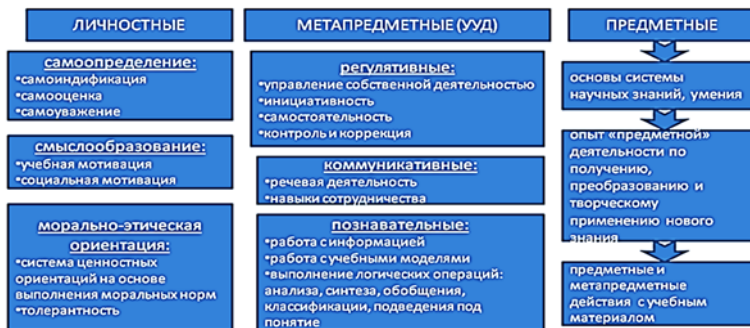 ЛИЧНОСТНЫЕ
самоопределение:
•самоиндификация
•самооценка
•самоуважение
смыслообразование:
•учебная мотивация
•социальная мотивация
морально-этическая
ориентация:
•система ценностных
ориентаций на основе
выполнения моральных норм
•толерантность
МЕТАПРЕДМЕТНЫЕ (УУД)
регулятивные:
•управление собственной деятельностью
•инициативность
•самостоятельность
•контроль и коррекция
коммуникативные:
•речевая деятельность
•навыки сотрудничества
познавательные:
•работа с информацией
•работа с учебными моделями
•выполнение логических операций:
анализа, синтеза, обобщения,
классификации, подведения под
понятие
ПРЕДМЕТНЫЕ
основы системы
научных знаний, умения
опыт «предметной»
деятельности по
получению,
преобразованию и
творческому
применению нового
знания
предметные и
метапредметные
действия с учебным
материалом